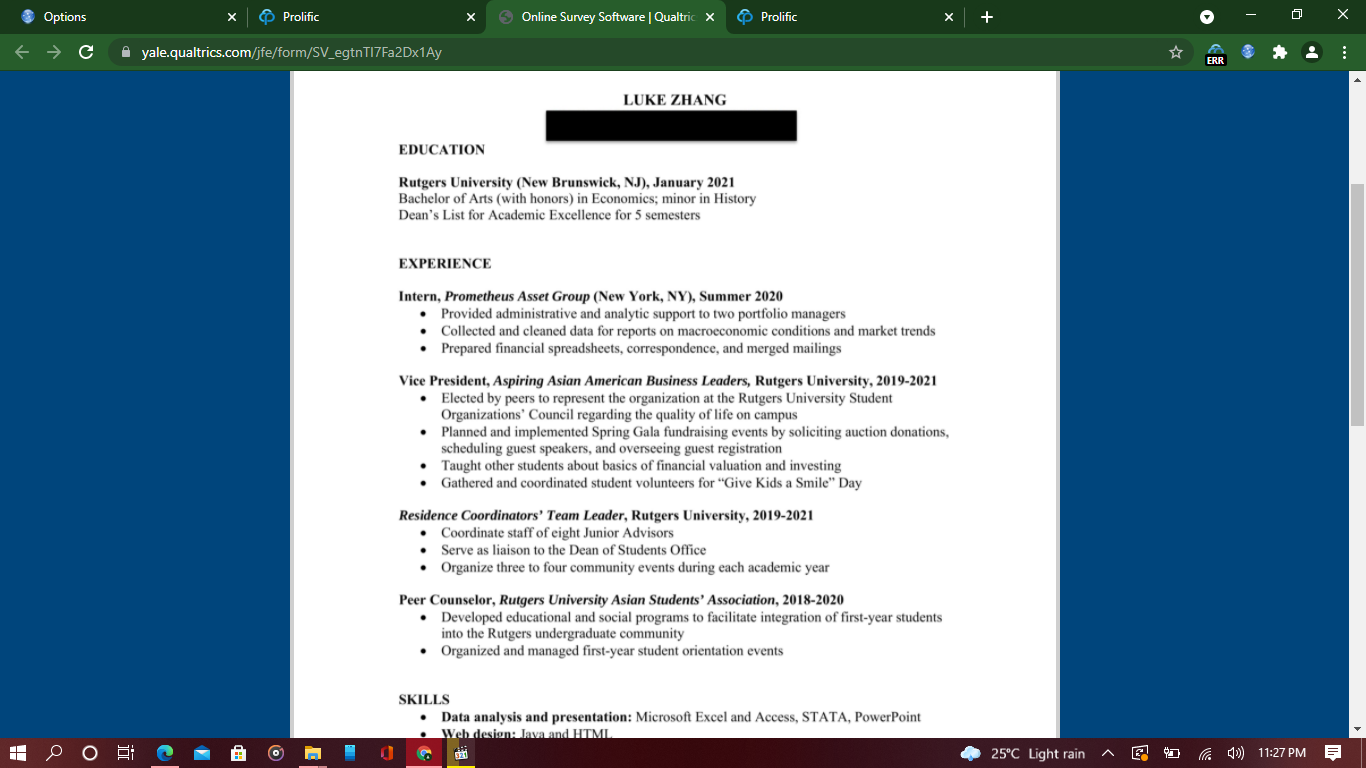 Options
Prolific
Online Survey Software | Qualtric
Prolific
yale.qualtrics.com/jfe/form/SV_egtnTl7Fa2Dx1Ay
ERR
LUKE ZHANG
EDUCATION
Rutgers University (New Brunswick, NJ), January 2021
Bachelor of Arts (with honors) in Economics; minor in History
Dean’s List for Academic Excellence for 5 semesters
EXPERIENCE
Intern, Prometheus Asset Group (New York, NY), Summer 2020
• Provided administrative and analytic support to two portfolio managers
• Collected and cleaned data for reports on macroeconomic conditions and market trends
• Prepared financial spreadsheets, correspondence, and merged mailings
Vice President, Aspiring Asian American Business Leaders, Rutgers University, 2019-2021
• Elected by peers to represent the organization at the Rutgers University Student
Organizations’ Council regarding the quality of life on campus
• Planned and implemented Spring Gala fundraising events by soliciting auction donations,
scheduling guest speakers, and overseeing guest registration
• Taught other students about basics of financial valuation and investing
• Gathered and coordinated student volunteers for “Give Kids a Smile” Day
Residence Coordinators’ Team Leader, Rutgers University, 2019-2021
• Coordinate staff of eight Junior Advisors
• Serve as liaison to the Dean of Students Office
• Organize three to four community events during each academic year
Peer Counselor, Rutgers University Asian Students’ Association, 2018-2020
• Developed educational and social programs to facilitate integration of first-year students
into the Rutgers undergraduate community
• Organized and managed first-year student orientation events
SKILLS
• Data analysis and presentation: Microsoft Excel and Access, STATA, PowerPoint
• Web design: Java and HTML
25°C Light rain
11:27 PM